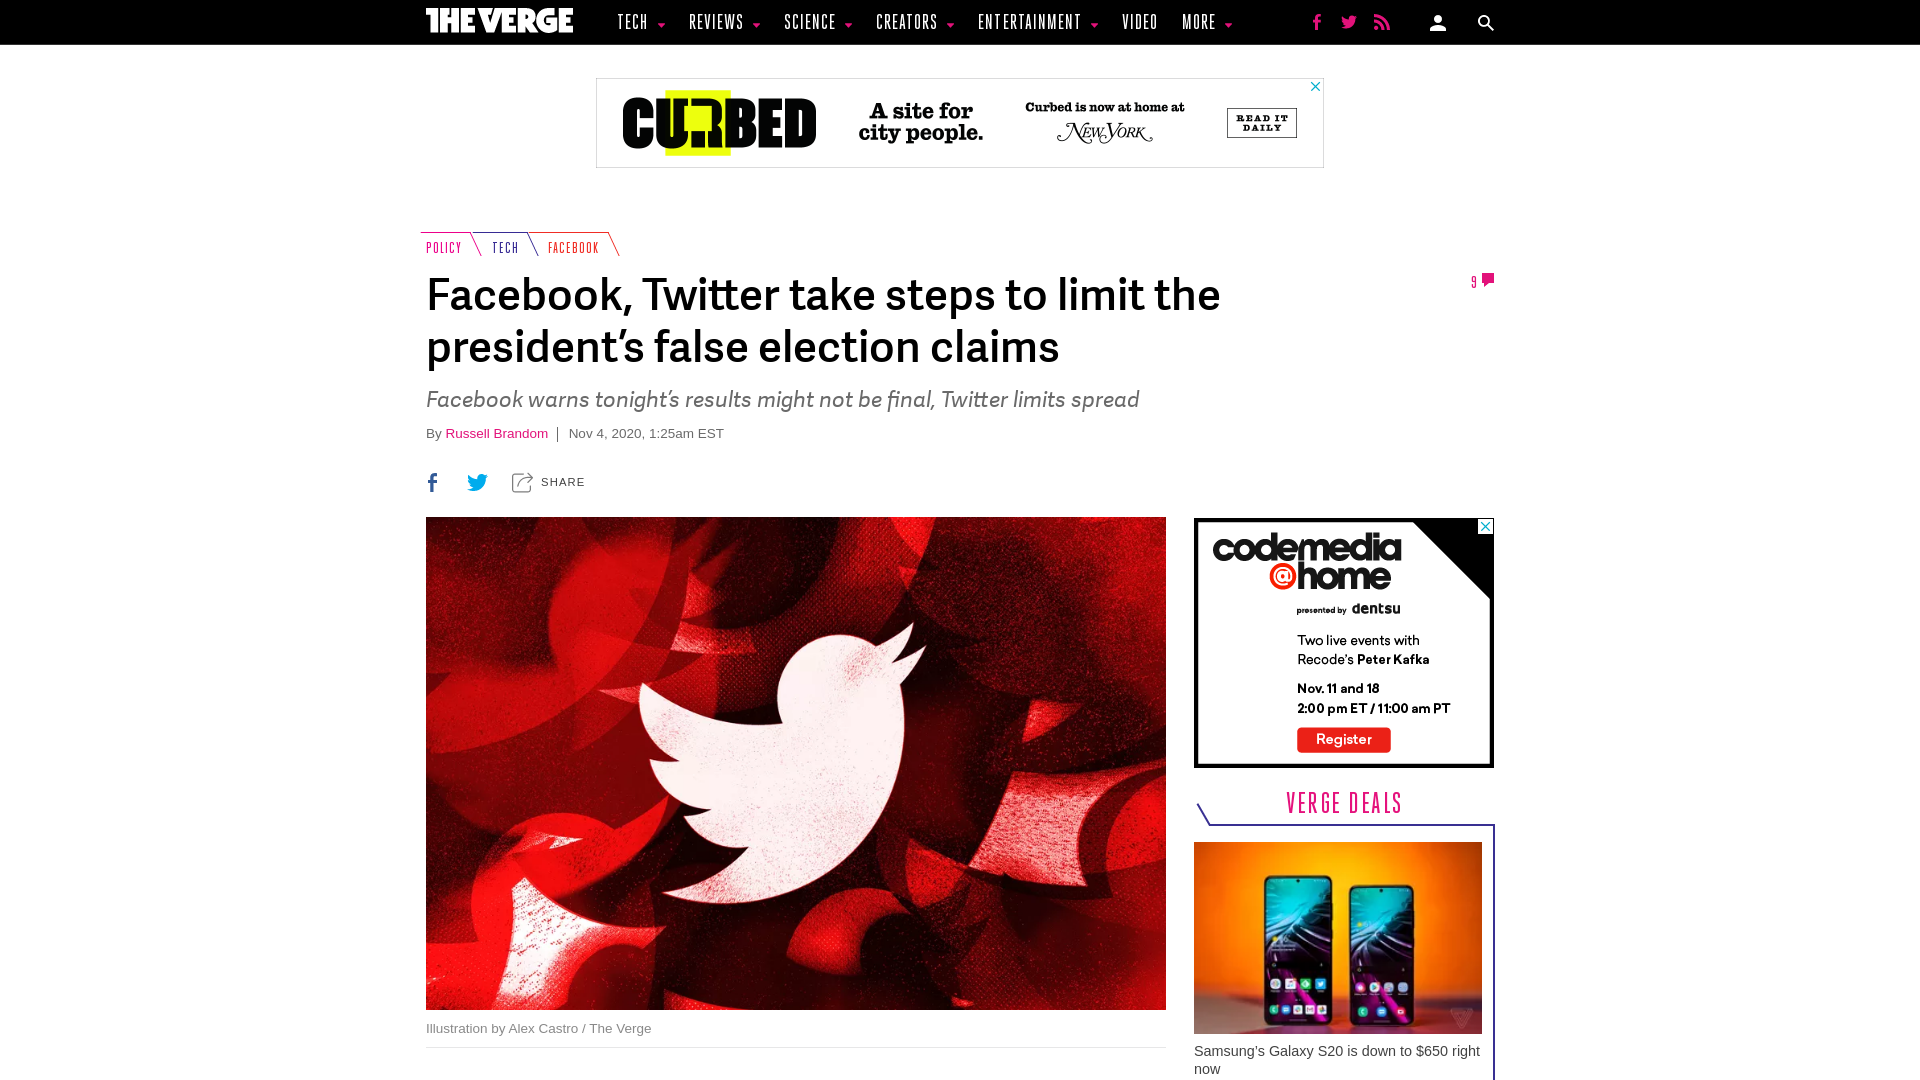 THE VERGE
TECH REVIEWS SCIENCE CREATORS ENTERTAINMENT VIDEO MORE
CURBED
A site for
city people.
Curbed is now at home at
NEW YORK
READ IT
DAILY
POLICY TECH FACEBOOK
Facebook, Twitter take steps to limit the
president’s false election claims
9
Facebook warns tonight’s results might not be final, Twitter limits spread
By Russell Brandom | Nov 4, 2020, 1:25am EST
SHARE
Illustration by Alex Castro / The Verge
codemedia
@home
presented by dentsu
Two live events with
Recode’s Peter Kafka
Nov. 11 and 18
2:00 pm ET / 11:00 am PT
Register
VERGE DEALS
Samsung’s Galaxy S20 is down to $650 right
now